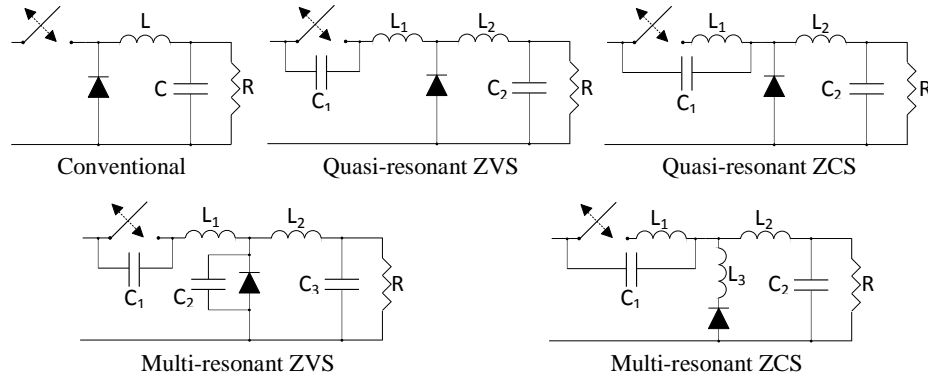 L
C
R
Conventional
L₁
L₂
C₁
C₂
R
Quasi-resonant ZVS
L₁
L₂
C₁
C₂
R
Quasi-resonant ZCS
L₁
L₂
C₁
C₂
C₃
R
Multi-resonant ZVS
L₁
L₂
C₁
L₃
C₂
R
Multi-resonant ZCS